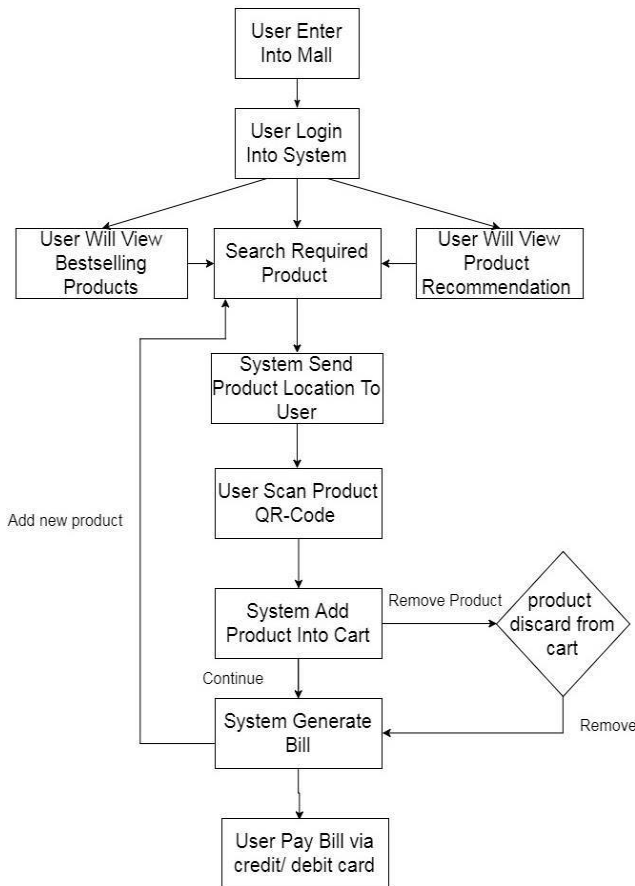 User Enter
Into Mall
User Login
Into System
User Will View
Bestselling
Products
Search Required
Product
User Will View
Product
Recommendation
System Send
Product Location To
User
User Scan Product
QR-Code
Add new product
System Add
Product Into Cart
Remove Product
product
discard from
cart
Continue
System Generate
Bill
Remove
User Pay Bill via
credit/ debit card